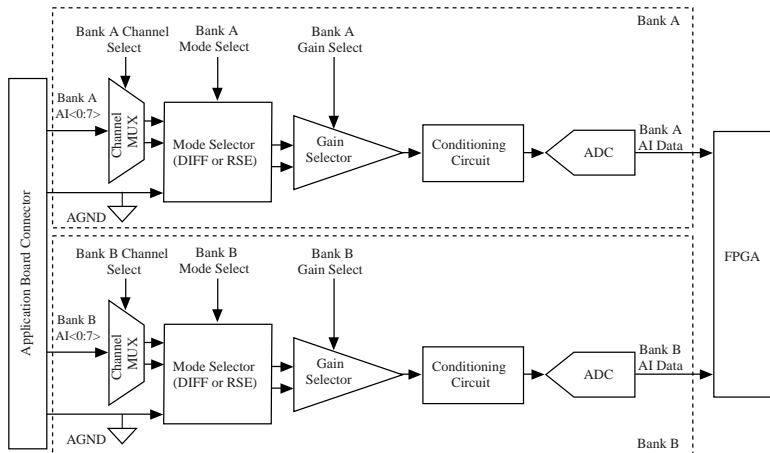 Bank A
Bank A Channel
Select
Bank A
Mode Select
Bank A
Gain Select
Bank A
AI<0:7>
Channel
MUX
Mode Selector
(DIFF or RSE)
Gain
Selector
Conditioning
Circuit
ADC
Bank A
AI Data
AGND
Application Board Connector
FPGA
Bank B Channel
Select
Bank B
Mode Select
Bank B
Gain Select
Bank B
AI<0:7>
Channel
MUX
Mode Selector
(DIFF or RSE)
Gain
Selector
Conditioning
Circuit
ADC
Bank B
AI Data
AGND
Bank B